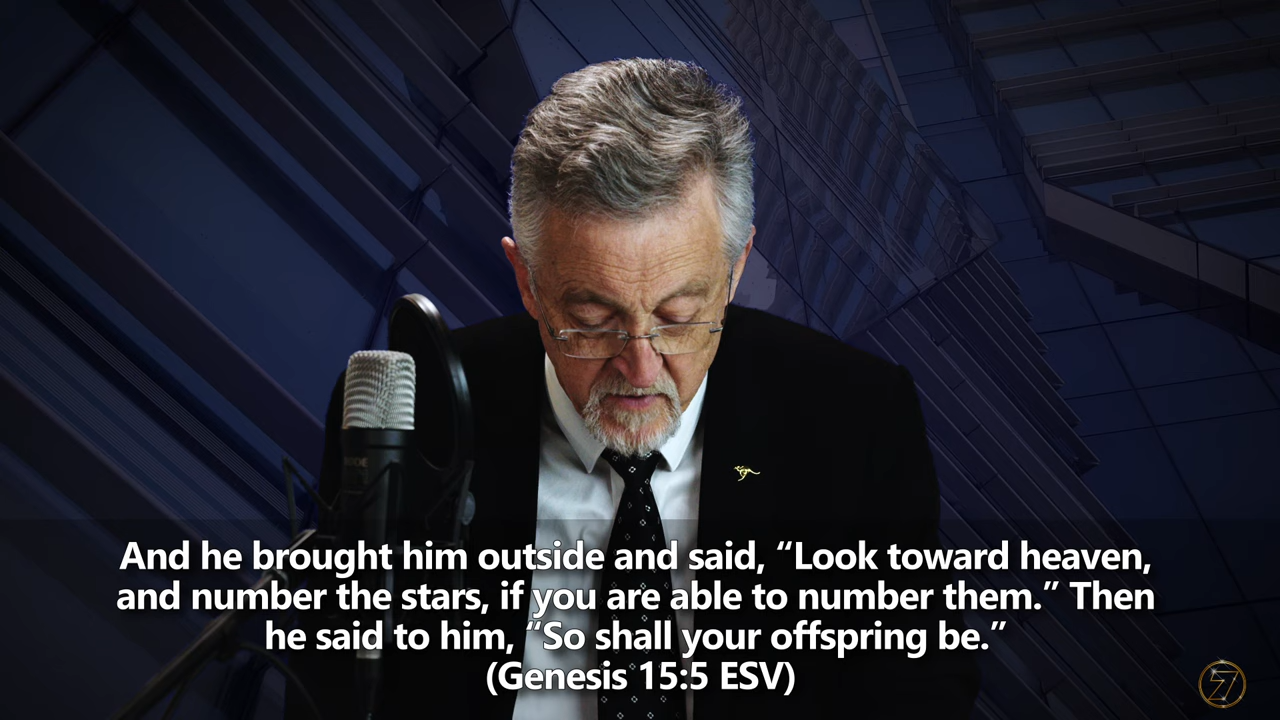 And he brought him outside and said, “Look toward heaven,
and number the stars, if you are able to number them.” Then
he said to him, “So shall your offspring be.”
(Genesis 15:5 ESV)